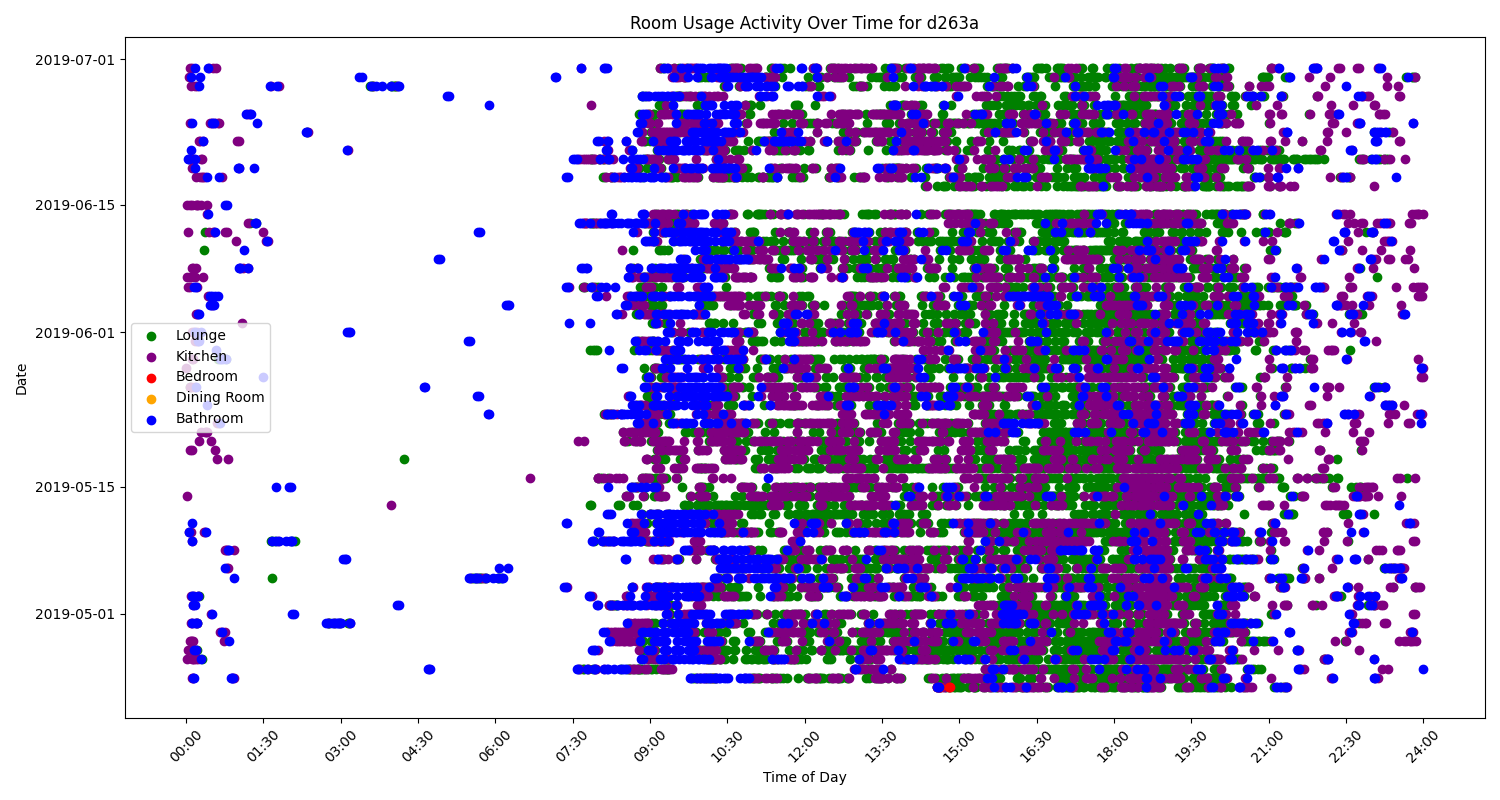 Room Usage Activity Over Time for d263a
Date
2019-07-01
2019-06-15
2019-06-01
2019-05-15
2019-05-01
Lounge
Kitchen
Bedroom
Dining Room
Bathroom
00:00
01:30
03:00
04:30
06:00
07:30
09:00
10:30
12:00
13:30
15:00
16:30
18:00
19:30
21:00
22:30
24:00
Time of Day